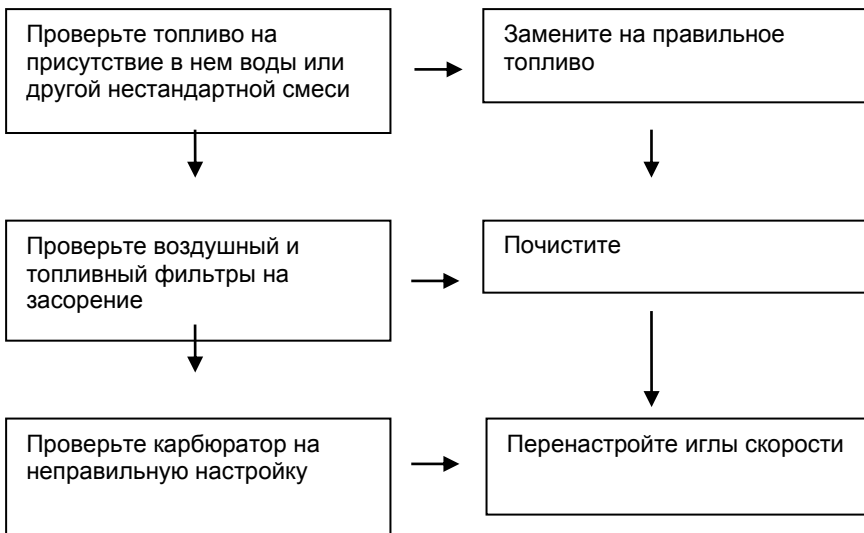 Проверьте топливо на
присутствие в нем воды или
другой нестандартной смеси
Замените на правильное
топливо
Проверьте воздушный и
топливный фильтры на
засорение
Почистите
Проверьте карбюратор на
неправильную настройку
Перенастройте иглы скорости